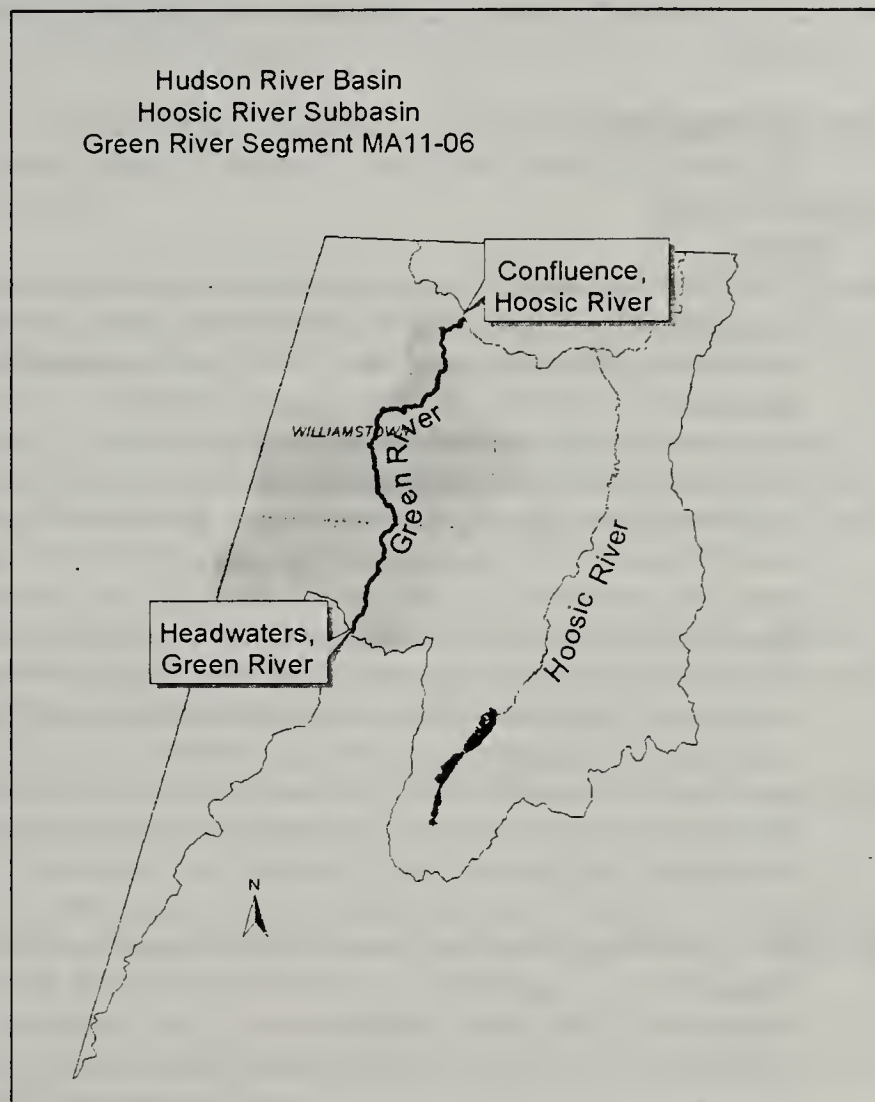 Hudson River Basin
Hoosic River Subbasin
Green River Segment MA11-06
Confluence,
Hoosic River
WILLIAMSTOWN
Green River
Hoosic River
Headwaters,
Green River
N